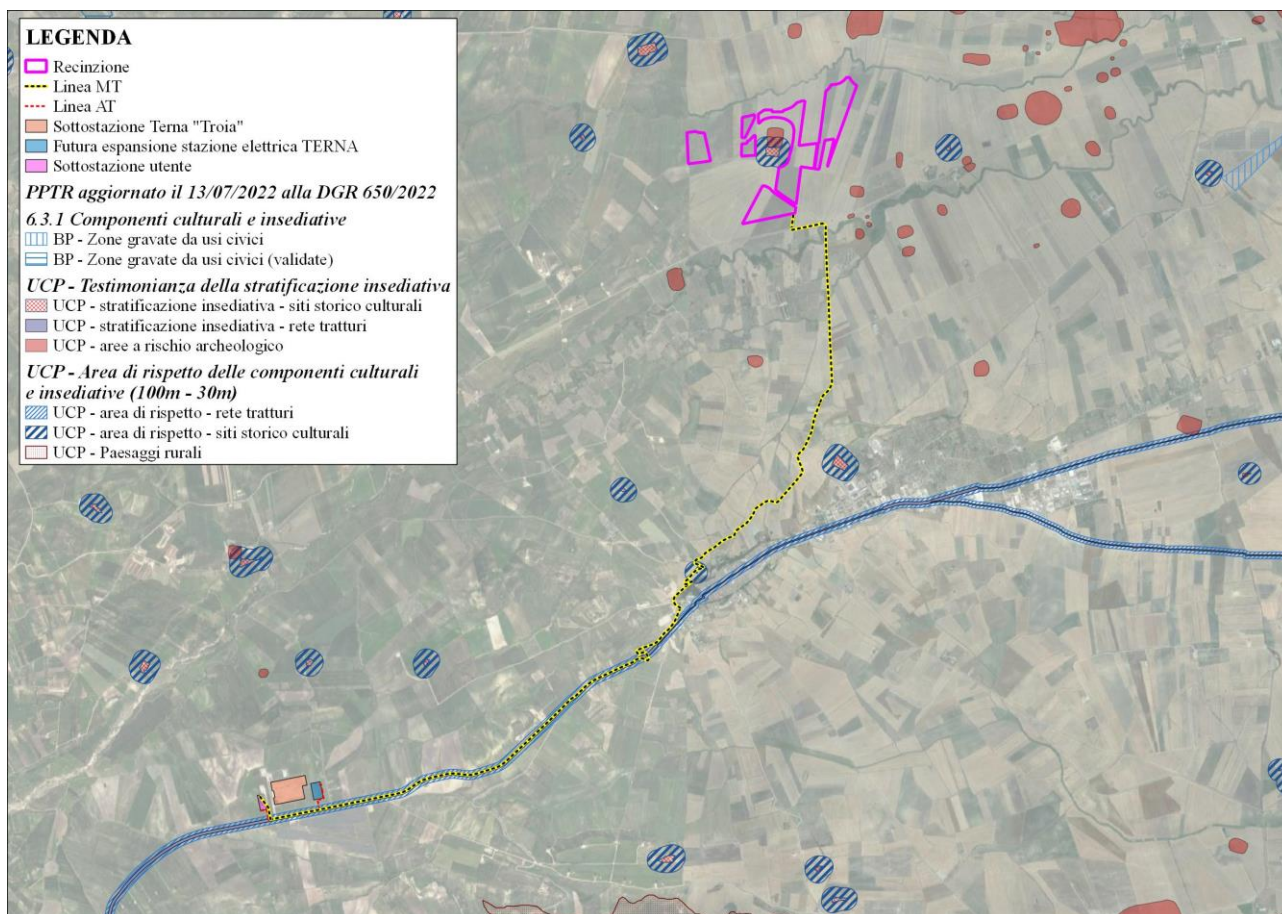 LEGENDA
Recinzione
Linea MT
Linea AT
Sottostazione Terna "Troia"
Futura espansione stazione elettrica TERNA
Sottostazione utente
PPTR aggiornato il 13/07/2022 alla DGR 650/2022
6.3.1 Componenti culturali e insediative
BP - Zone gravate da usi civici
BP - Zone gravate da usi civici (validate)
UCP - Testimonianza della stratificazione insediativa
UCP - stratificazione insediativa - siti storico culturali
UCP - stratificazione insediativa - rete tratturi
UCP - aree a rischio archeologico
UCP - Area di rispetto delle componenti culturali
e insediative (100m - 30m)
UCP - area di rispetto - rete tratturi
UCP - area di rispetto - siti storico culturali
UCP - Paesaggi rurali